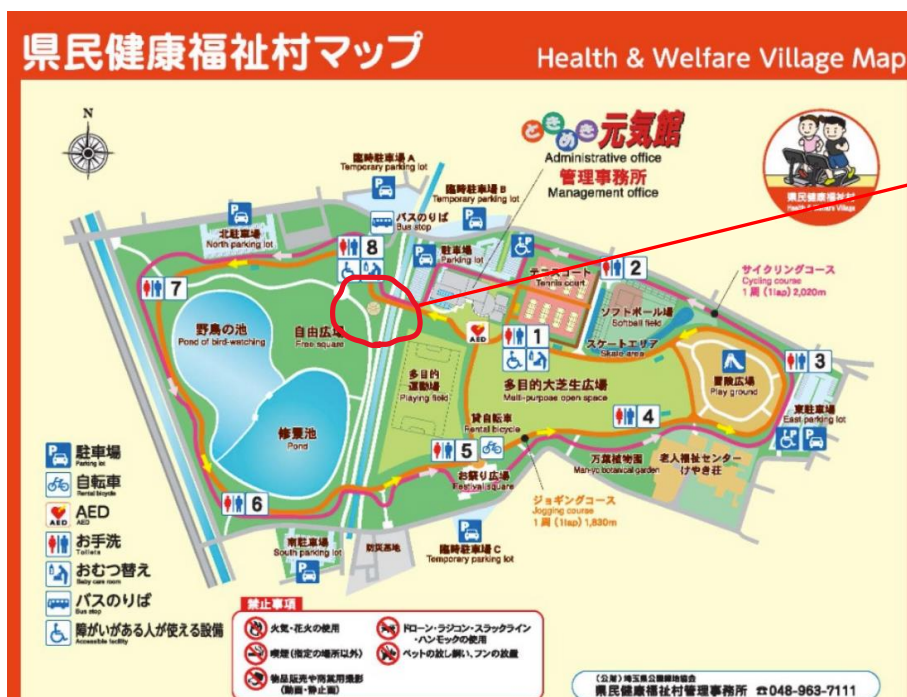 県民健康福祉村マップ
Health & Welfare Village Map
N
ときめき元気館
Administrative office
管理事務所
Management office
県民健康福祉村
Health & Welfare Village
臨時駐車場A
Temporary parking lot
臨時駐車場B
Temporary parking lot
バスのりば
Bus stop
北駐車場
North parking lot
駐車場
Parking lot
8
7
2
テニスコート
Tennis court
サイクリングコース
Cycling course
1周 (1lap) 2,020m
ソフトボール場
Softball field
野鳥の池
Pond of bird-watching
自由広場
Free square
AED
1
スケートエリア
Skate area
冒険広場
Play ground
3
多目的
運動場
Playing field
多目的大芝生広場
Multi-purpose open space
修景池
Pond
貸自転車
Rental bicycle
4
東駐車場
East parking lot
5
万葉植物園
Man-yo botanical garden
老人福祉センター
けやき荘
お祭り広場
Festival square
6
ジョギングコース
Jogging course
1周 (1lap) 1,830m
南駐車場
South parking lot
防災基地
臨時駐車場C
Temporary parking lot
駐車場
Parking lot
自転車
Rental bicycle
AED
AED
お手洗
Toilets
おむつ替え
Baby care room
バスのりば
Bus stop
障がいがある人が使える設備
Accessible facility
禁止事項
火気・花火の使用
ドローン・ラジコン・スラックライン
・ハンモックの使用
喫煙(指定の場所以外)
ペットの放し飼い、フンの放置
物品販売や商業用撮影
(動画・静止画)
(公財)埼玉県公園緑地協会
県民健康福祉村管理事務所 ☎048-963-7111